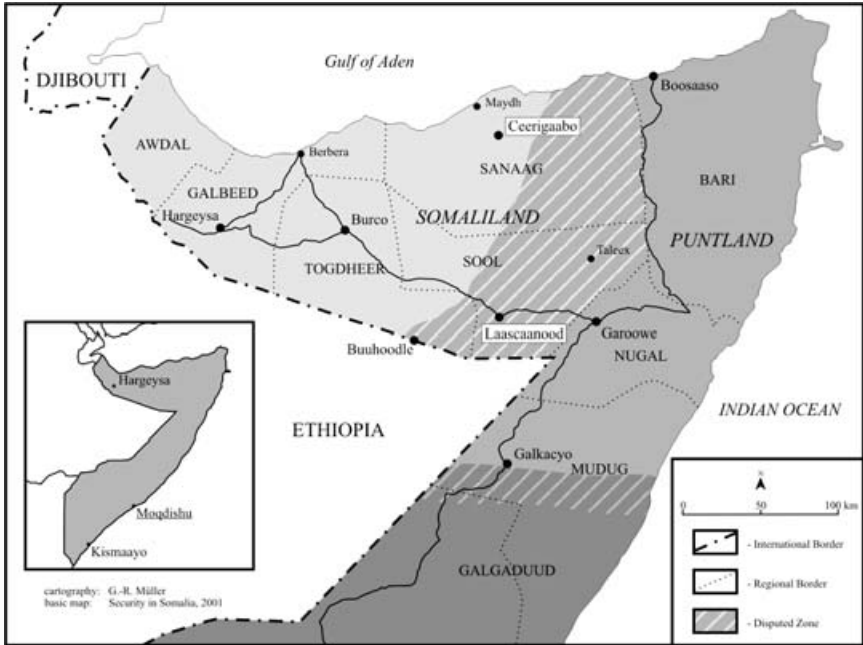 Gulf of Aden
DJIBOUTI
Boosaaso
Maydh
Ceerigaabo
AWDAL
Berbera
SANAAG
BARI
GALBEED
Hargeysa
Burco
SOMALILAND
PUNTLAND
Taleex
SOOL
TOGDHEER
Laascaanood
Garoowe
Buuhoodle
NUGAL
Hargeysa
INDIAN OCEAN
ETHIOPIA
Galkacyo
MUDUG
N
0 50 100 km
Moqdishu
- International Border
Kismaayo
GALGADUUD
- Regional Border
cartography: G.-R. Müller
basic map: Security in Somalia, 2001
- Disputed Zone